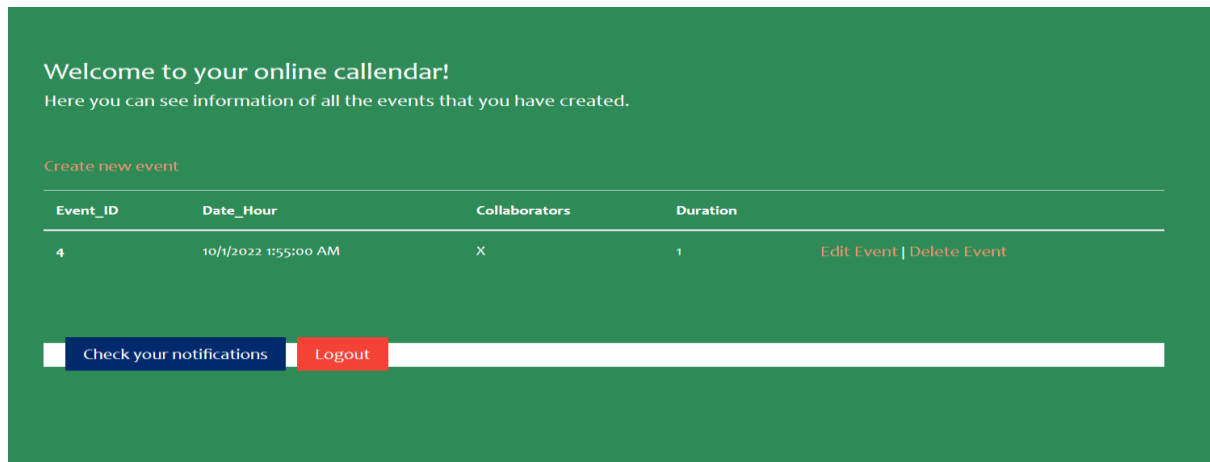 Welcome to your online callendar!
Here you can see information of all the events that you have created.
Create new event
Event_ID Date_Hour Collaborators Duration
4 10/1/2022 1:55:00 AM X 1 Edit Event | Delete Event
Check your notifications Logout